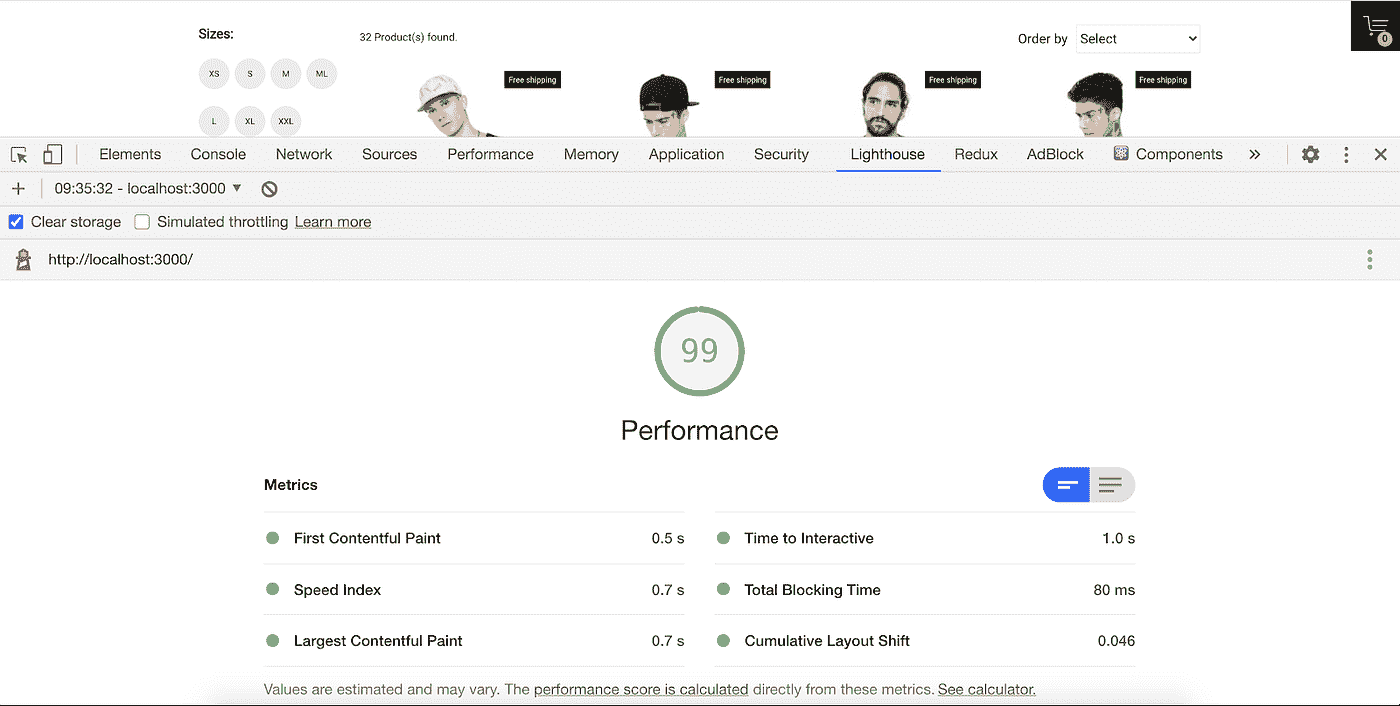 Sizes:
32 Product(s) found.
Order by Select
0
XS S M ML
Free shipping Free shipping Free shipping Free shipping
L XL XXL
Elements Console Network Sources Performance Memory Application Security Lighthouse Redux AdBlock Components
09:35:32 - localhost:3000
Clear storage Simulated throttling Learn more
http://localhost:3000/
99
Performance
Metrics
First Contentful Paint 0.5 s Time to Interactive 1.0 s
Speed Index 0.7 s Total Blocking Time 80 ms
Largest Contentful Paint 0.7 s Cumulative Layout Shift 0.046
Values are estimated and may vary. The performance score is calculated directly from these metrics. See calculator.